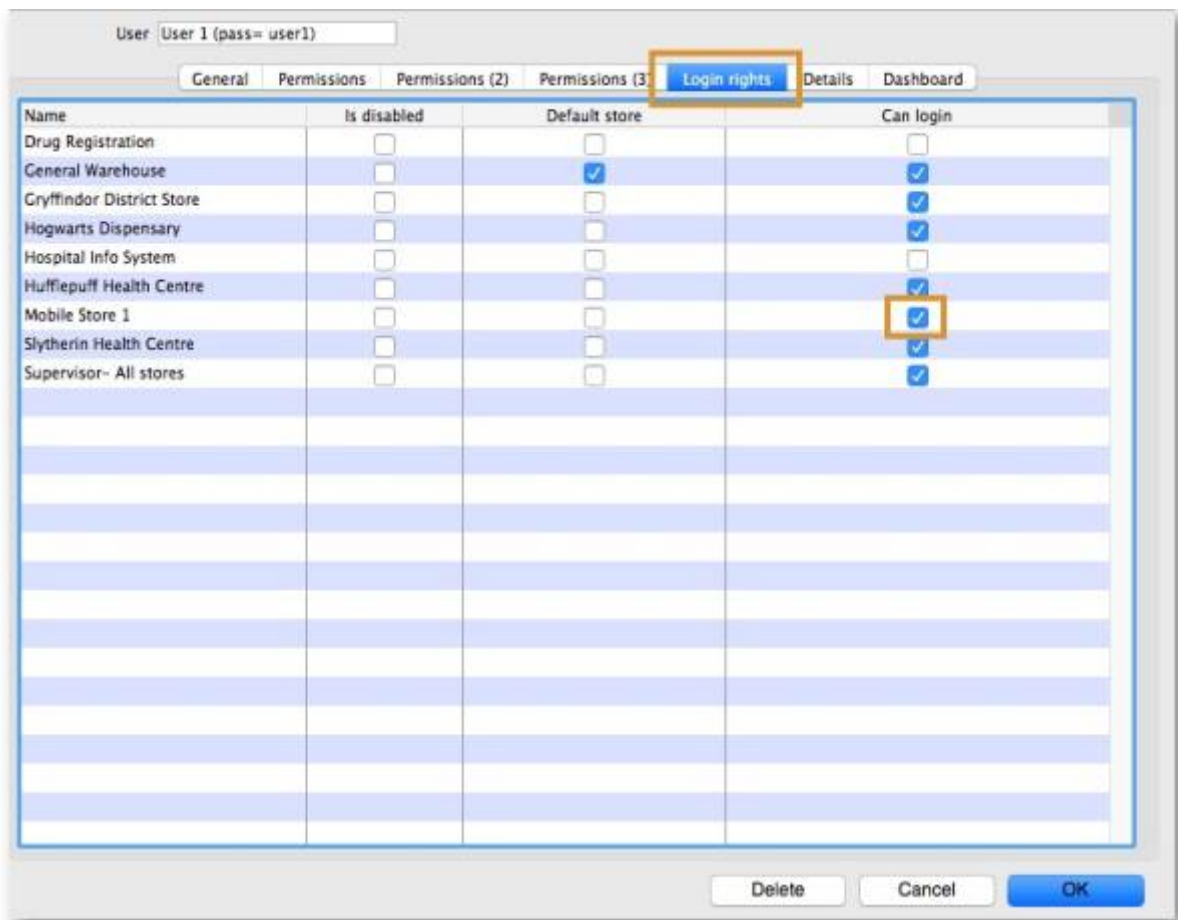 User User 1 (pass= user1)
General Permissions Permissions (2) Permissions (3) Login rights Details Dashboard
Name Is disabled Default store Can login
Drug Registration
General Warehouse
Gryffindor District Store
Hogwarts Dispensary
Hospital Info System
Hufflepuff Health Centre
Mobile Store 1
Slytherin Health Centre
Supervisor- All stores
Delete Cancel OK